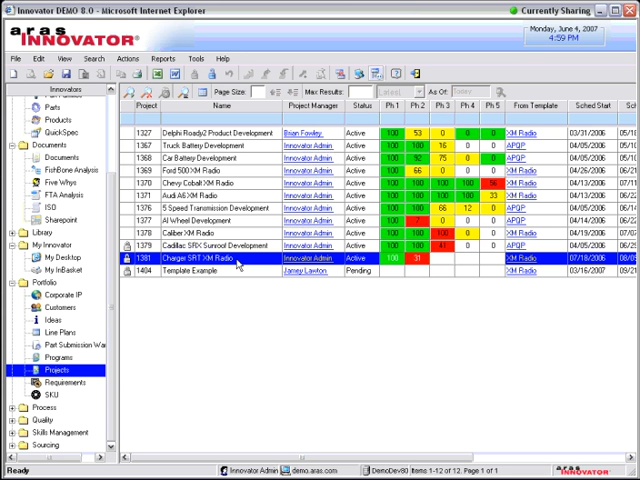 Innovator DEMO 8.0 - Microsoft Internet Explorer
Currently Sharing
aras
INNOVATOR
Monday, June 4, 2007
4:59 PM
File Edit View Search Actions Reports Tools Help
Innovators
Page Size: Max Results: Latest As Of: Today
Project Name Project Manager Status Ph 1 Ph 2 Ph 3 Ph 4 Ph 5 From Template Sched Start Sch
Parts
Products
QuickSpec
Documents
Documents
FishBone Analysis
Five Whys
FTA Analysis
ISO
Sharepoint
Library
My Innovator
My Desktop
My InBasket
Portfolio
Corporate IP
Customers
Ideas
Line Plans
Part Submission Wa
Programs
Projects
Requirements
SKU
Process
Quality
Skills Management
Sourcing
1327 Delphi Roady2 Product Development Brian Fowley, Active 100 53 0 0 0 XM Radio 03/31/2006
1367 Truck Battery Development Innovator Admin Active 100 100 16 0 0 APQP 04/05/2006
1368 Car Battery Development Innovator Admin Active 100 92 75 0 0 APQP 04/05/2006
1369 Ford 500 XM Radio Innovator Admin Active 100 66 0 0 0 XM Radio 04/05/2006
1370 Chevy Cobalt XM Radio Innovator Admin Active 100 100 100 100 XM Radio 04/13/2006
1371 Audi A6 XM Radio Innovator Admin Active 100 100 100 100 33 XM Radio 04/13/2006
1376 5 Speed Transmission Development Innovator Admin Active 100 100 66 12 0 APQP 04/14/2006
1377 Al Wheel Development Innovator Admin Active 100 7 0 0 0 APQP 04/14/2006
1378 Caliber XM Radio Innovator Admin Active 100 100 100 0 0 XM Radio 04/19/2006
1379 Cadillac SRX Sunroof Development Innovator Admin Active 100 100 41 0 0 APQP 04/19/2006
1381 Charger SRT XM Radio Innovator Admin Active 100 31 XM Radio 07/18/2006 08/0
1404 Template Example Jamey Lawton Pending XM Radio 03/16/2007
Ready
Innovator Admin demo.aras.com DemoDev80 Items 1-12 of 12. Page 1 of 1
aras INNOVATOR